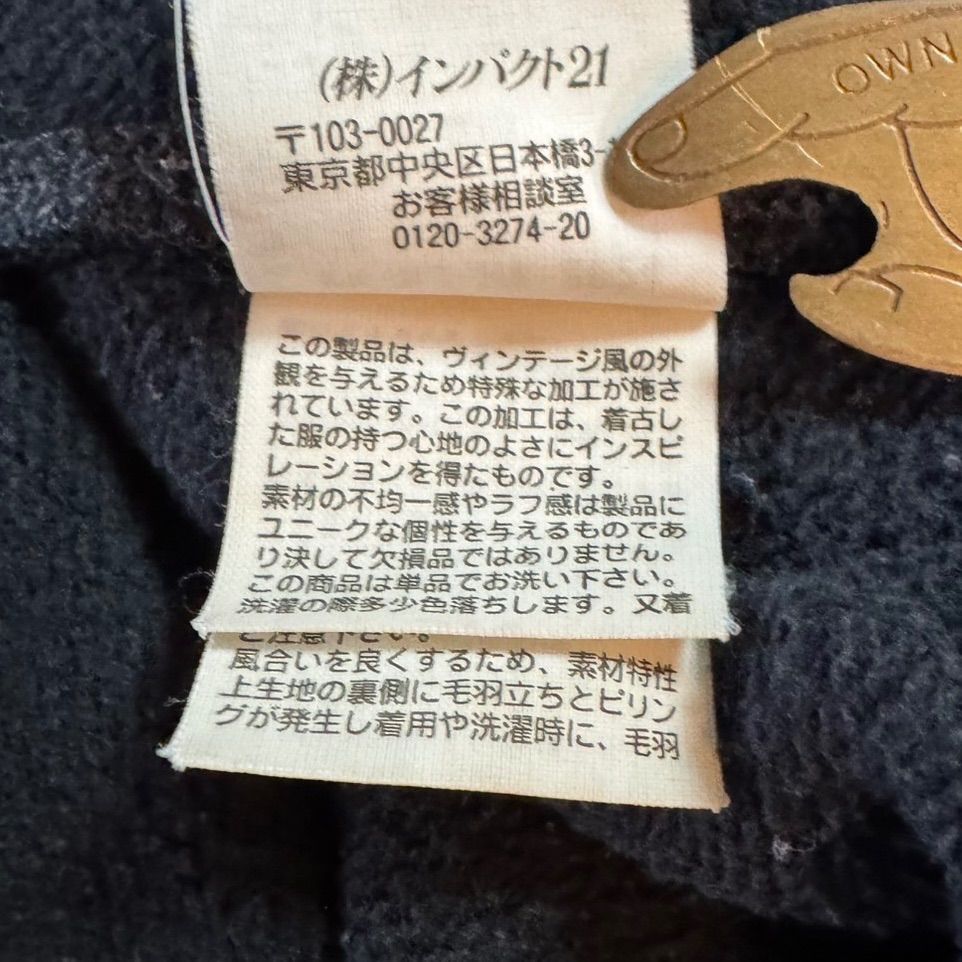 (株)インパクト21
〒103-0027
東京都中央区日本橋3-
お客様相談室
0120-3274-20
OWN
この製品は、ヴィンテージ風の外
観を与えるため特殊な加工が施さ
れています。この加工は、着古し
た服の持つ心地のよさにインスピ
レーションを得たものです。
素材の不均一感やラフ感は製品に
ユニークな個性を与えるものであ
り決して欠損品ではありません。
この商品は単品でお洗い下さい。
洗濯の際多少色落ちします。又着
ご注意下さい。
風合いを良くするため、素材特性
上生地の裏側に毛羽立ちとピリン
グが発生し着用や洗濯時に、毛羽